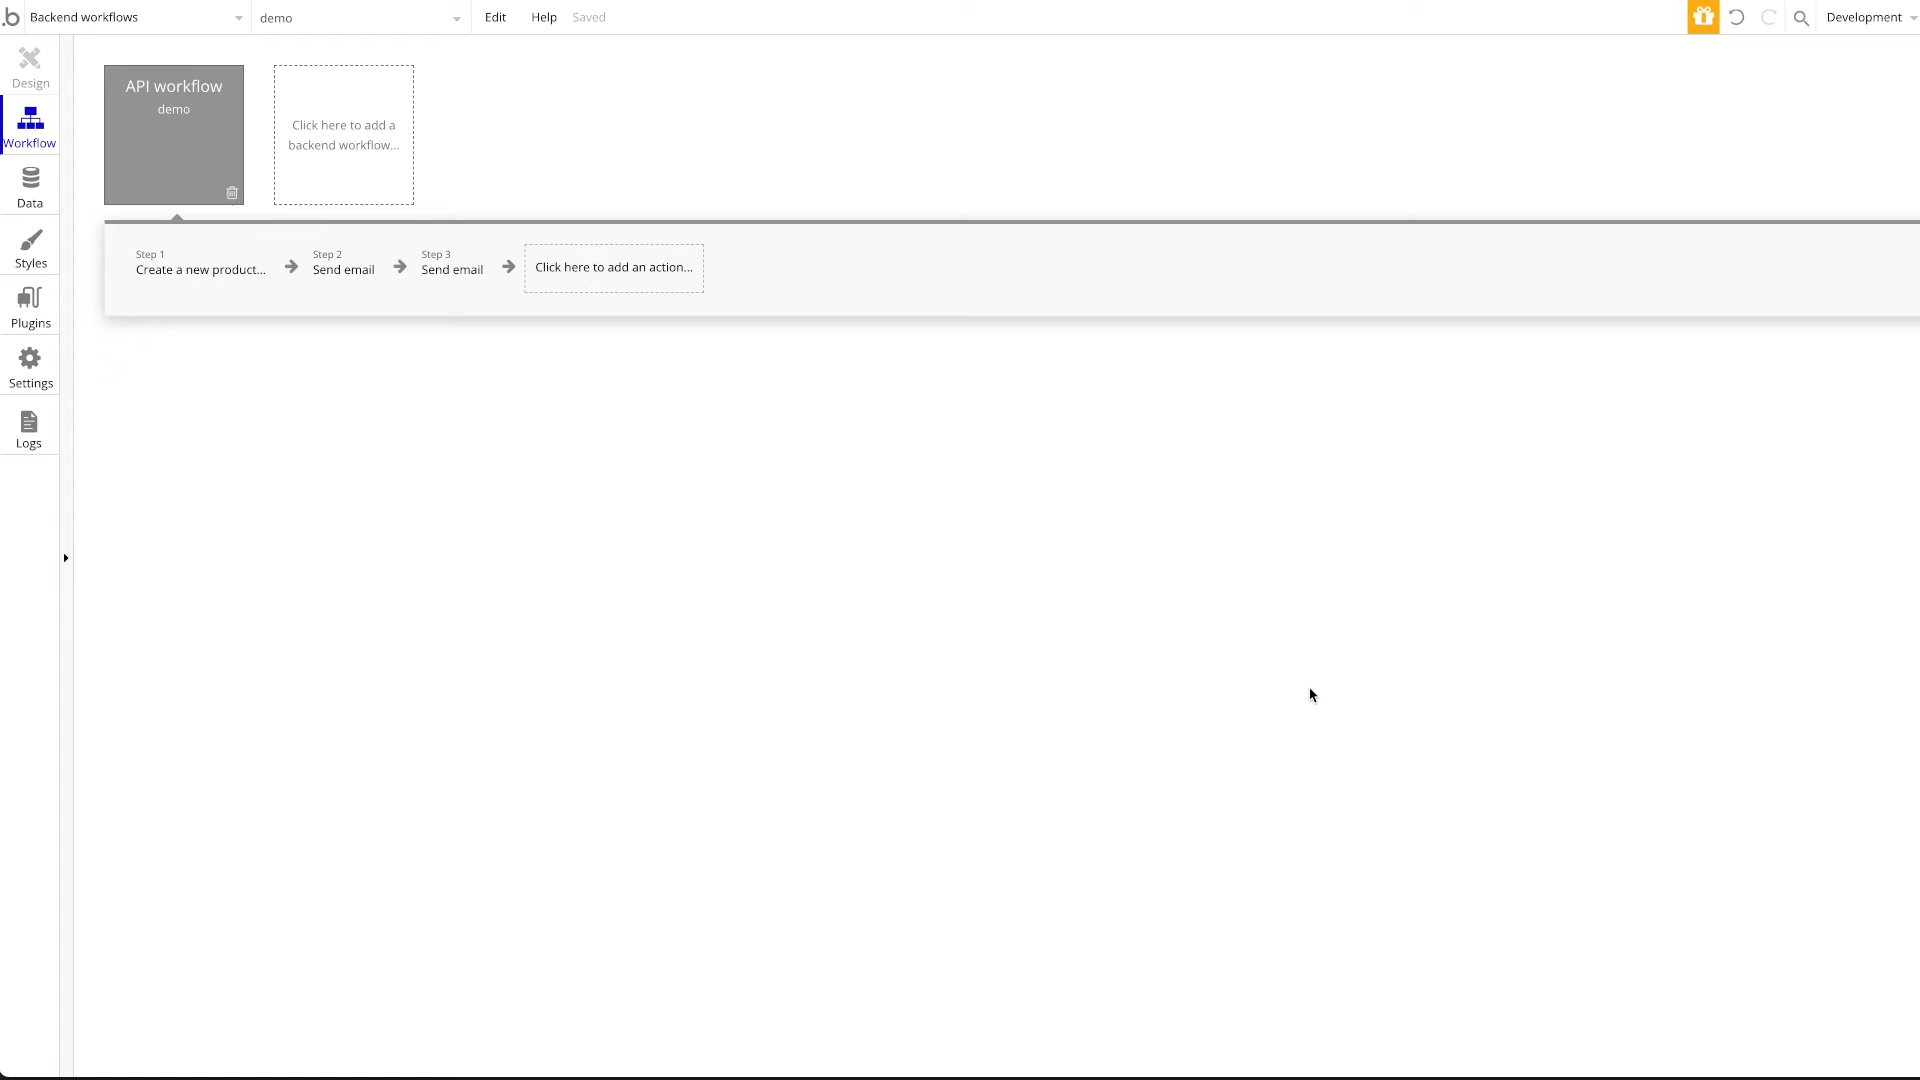 .b Backend workflows demo Edit Help Saved Development
Design
Workflow
Data
Styles
Plugins
Settings
Logs
API workflow
demo
Click here to add a
backend workflow...
Step 1
Create a new product...
Step 2
Send email
Step 3
Send email
Click here to add an action...